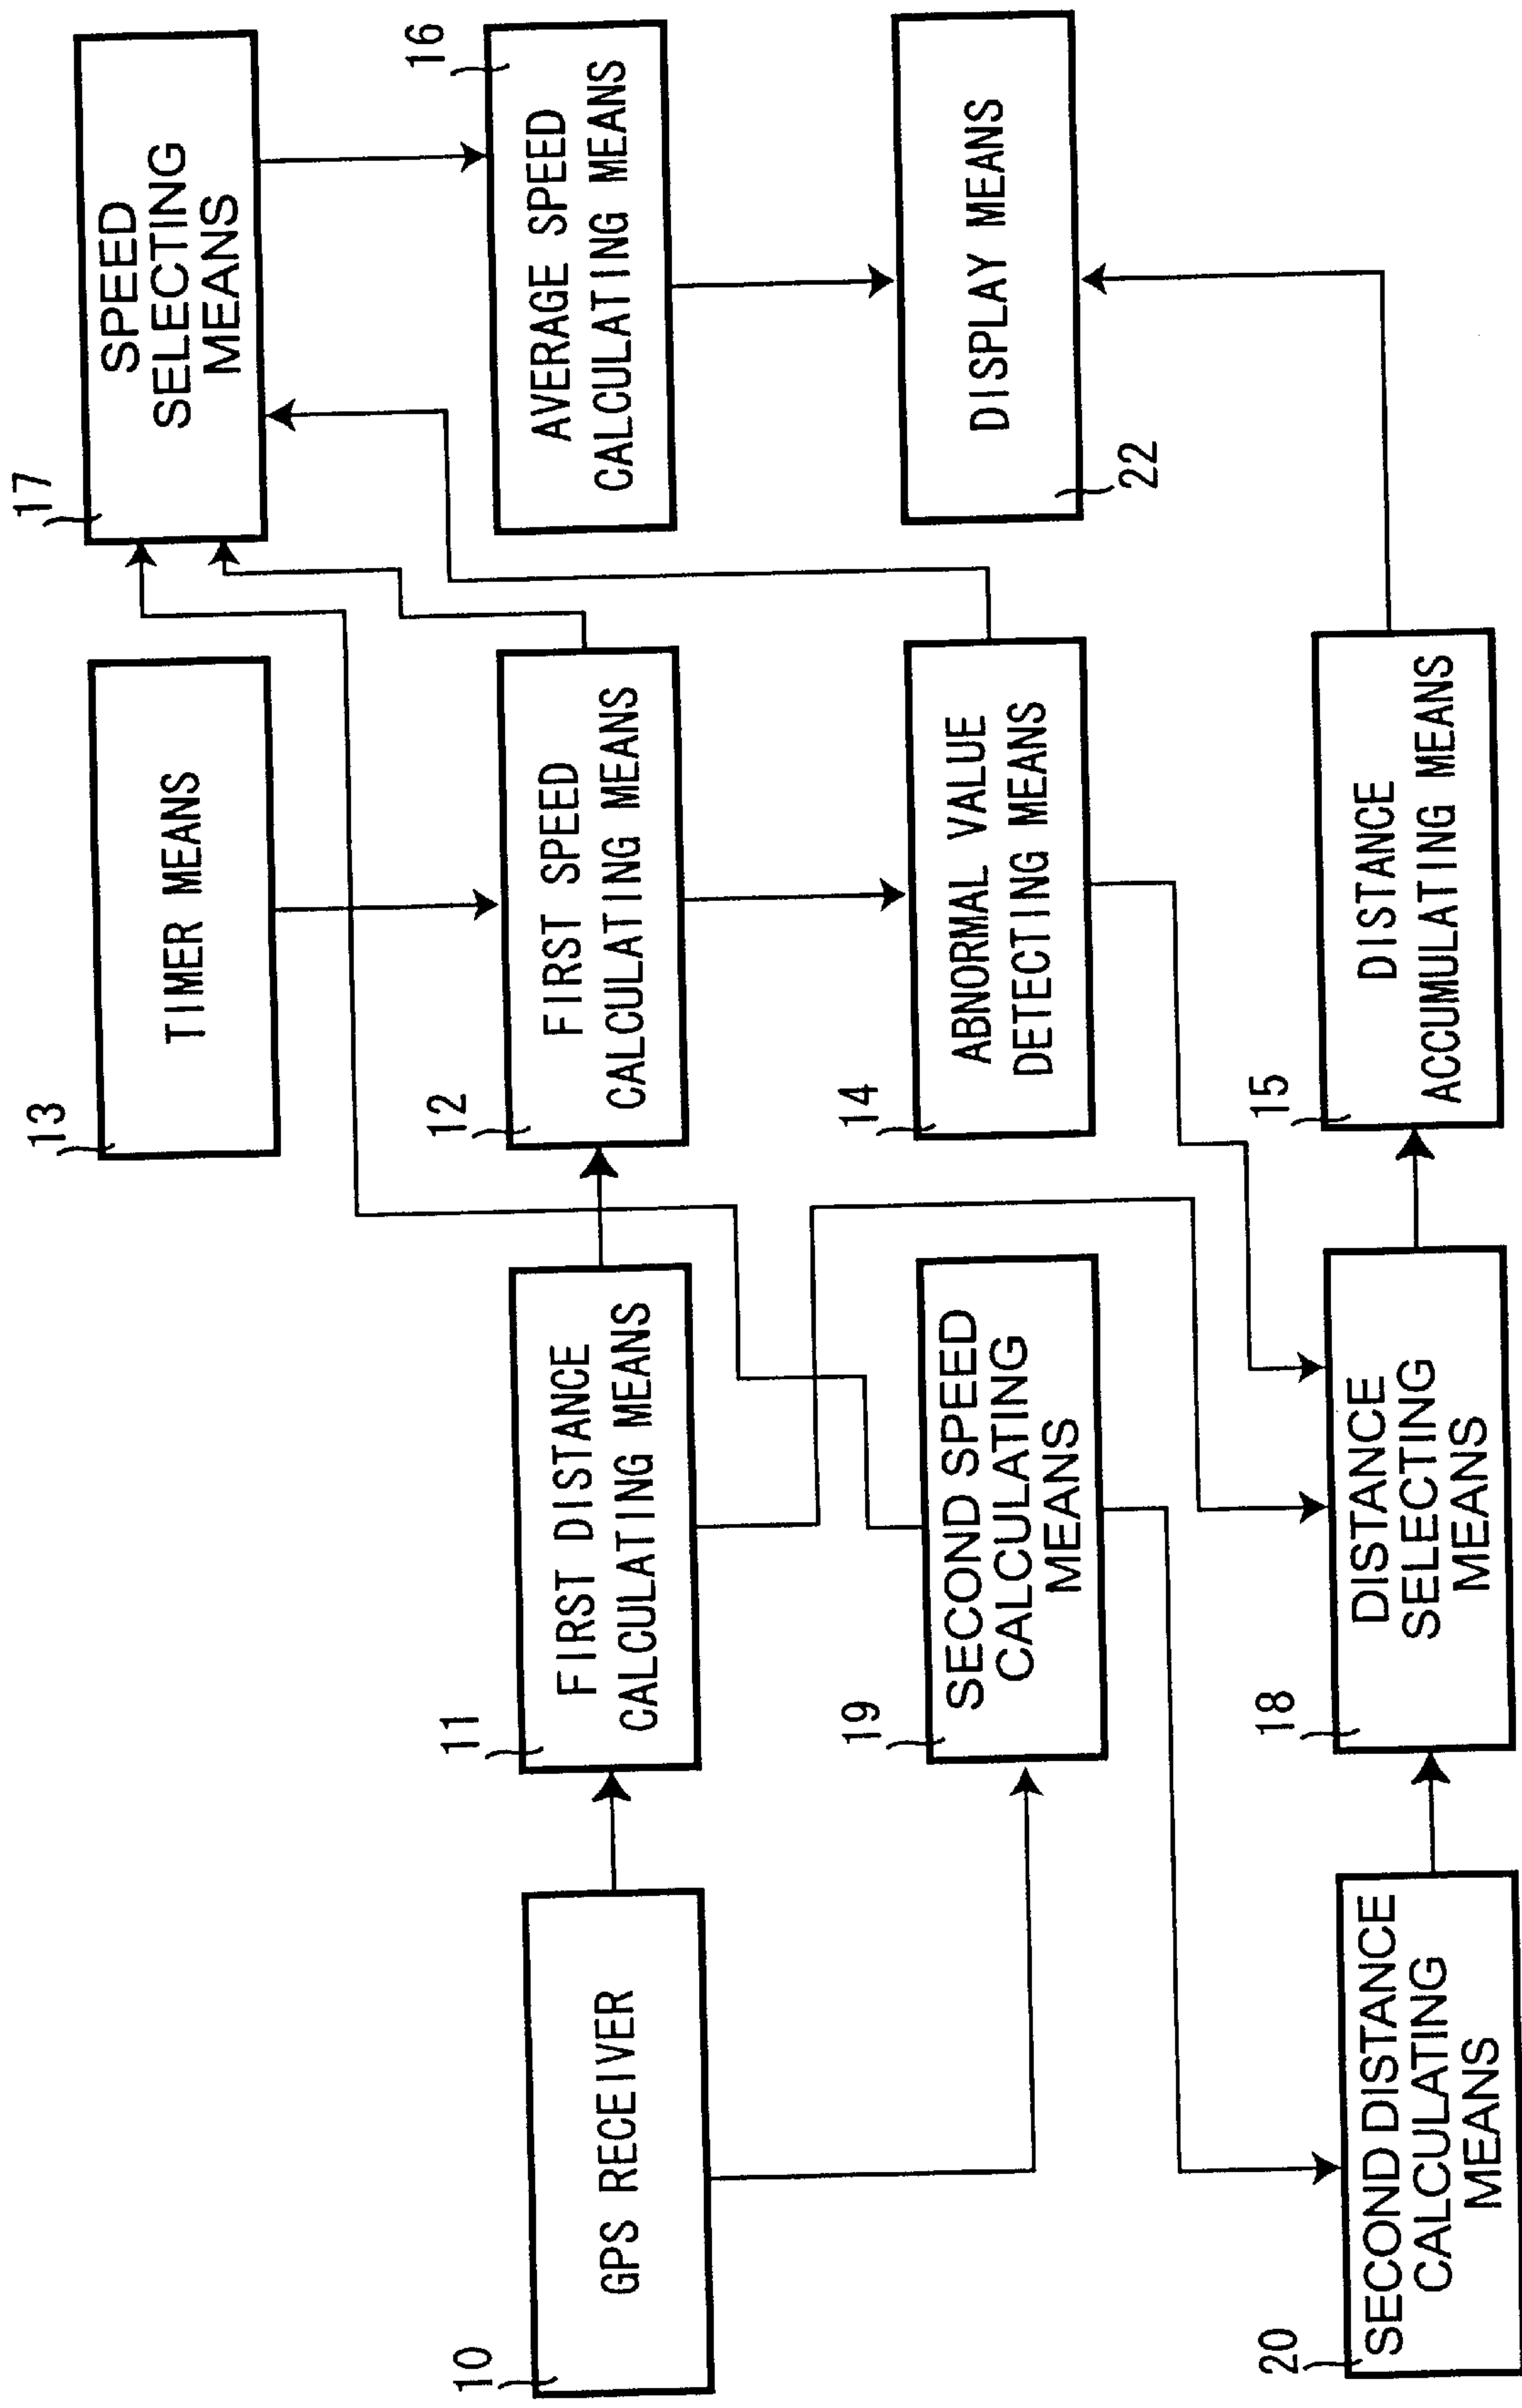 13
TIMER MEANS
17
SPEED
SELECTING
MEANS
10
GPS RECEIVER
11
FIRST DISTANCE
CALCULATING MEANS
12
FIRST SPEED
CALCULATING MEANS
16
AVERAGE SPEED
CALCULATING MEANS
19
SECOND SPEED
CALCULATING
MEANS
14
ABNORMAL VALUE
DETECTING MEANS
DISPLAY MEANS
22
20
SECOND DISTANCE
CALCULATING
MEANS
18
DISTANCE
SELECTING
MEANS
15
DISTANCE
ACCUMULATING MEANS